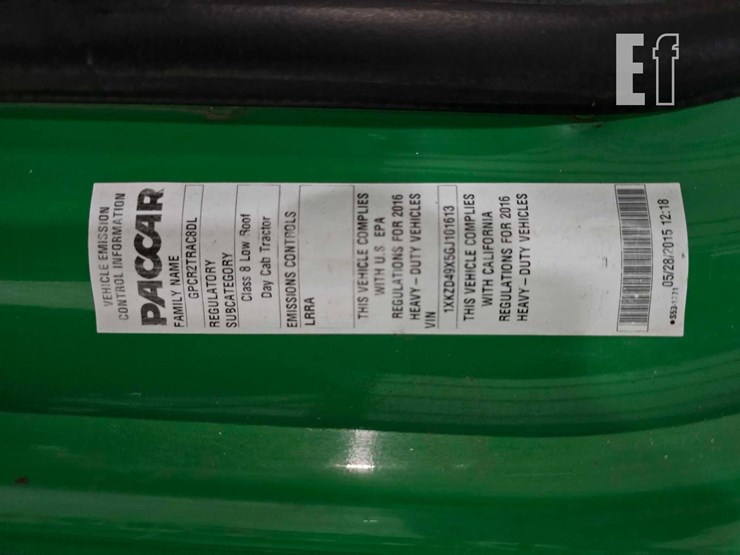 Ef
VEHICLE EMISSION
CONTROL INFORMATION
PACCAR
FAMILY NAME
GPCR2TRAC8DL
REGULATORY
SUBCATEGORY
Class 8 Low Roof
Day Cab Tractor
EMISSIONS CONTROLS
LRRA
THIS VEHICLE COMPLIES
WITH U.S. EPA
REGULATIONS FOR 2016
HEAVY-DUTY VEHICLES
VIN
1XKZD49X5GJ101613
THIS VEHICLE COMPLIES
WITH CALIFORNIA
REGULATIONS FOR 2016
HEAVY-DUTY VEHICLES
05/28/2015 12:18